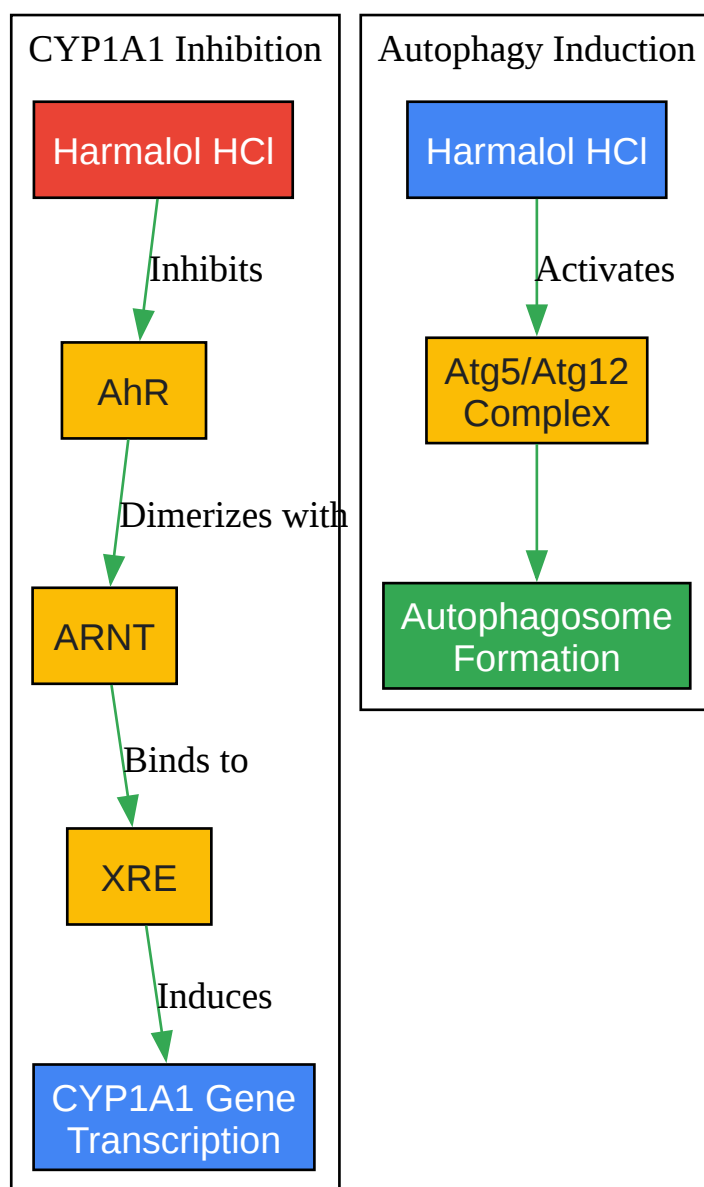 CYP1A1 Inhibition
Harmalol HCl
Inhibits
AhR
Dimerizes with
ARNT
Binds to
XRE
Induces
CYP1A1 Gene
Transcription
Autophagy Induction
Harmalol HCl
Activates
Atg5/Atg12
Complex
Autophagosome
Formation